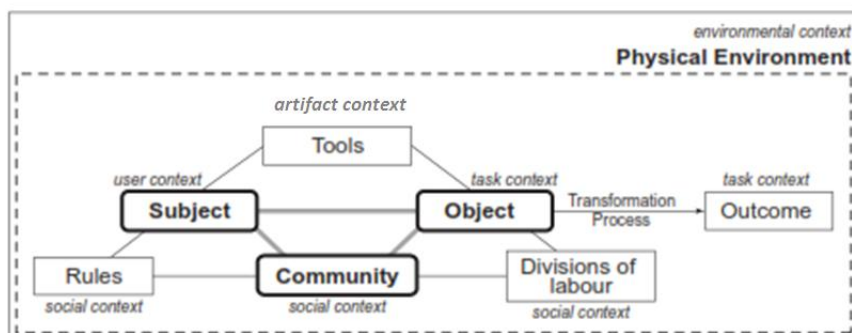 environmental context
Physical Environment
artifact context
Tools
user context
task context
task context
Subject
Object
Transformation
Process
Outcome
Rules
Community
Divisions of
labour
social context
social context
social context